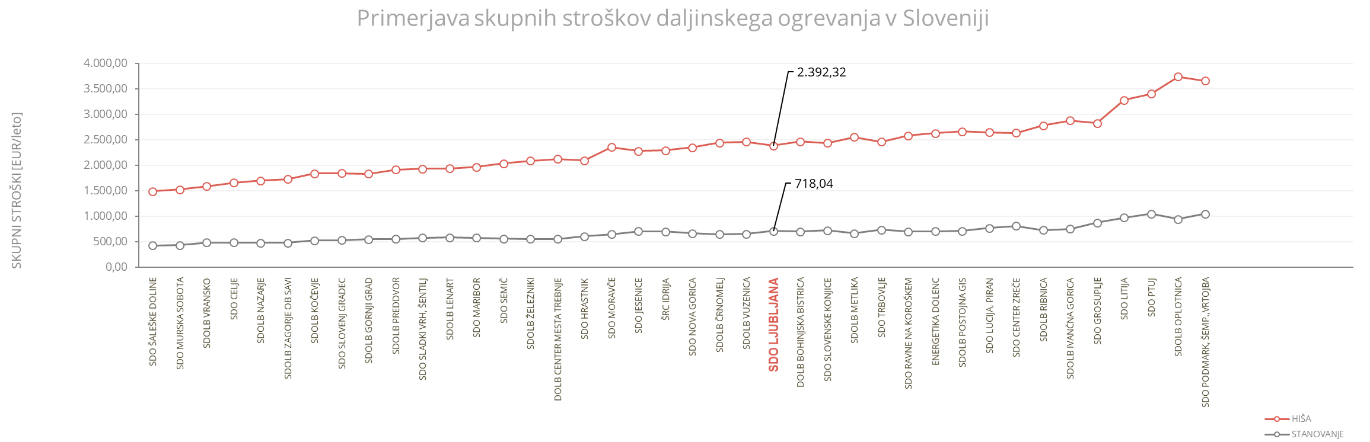 Primerjava skupnih stroškov daljinskega ogrevanja v Sloveniji
SKUPNI STROŠKI [EUR/leto]
4.000,00
3.500,00
3.000,00
2.500,00
2.000,00
1.500,00
1.000,00
500,00
0,00
2.392,32
718,04
SDO ŠALEŠKE DOLINE
SDO MURSKA SOBOTA
SDOLB VRANSKO
SDO CELJE
SDOLB NAZARJE
SDOLB ZAGORJE OB SAVI
SDOLB KOČEVJE
SDO SLOVENJ GRADEC
SDOLB GORNJI GRAD
SDOLB PREDDVOR
SDO SLADKI VRH, ŠENTILJ
SDOLB LENART
SDO MARIBOR
SDO SEMIČ
SDOLB ŽELEZNIKI
DOLB CENTER MESTA TREBNJE
SDO HRASTNIK
SDO MORAVČE
SDO JESENICE
ŠRC IDRIJA
SDO NOVA GORICA
SDOLB ČRNOMELJ
SDOLB VUZENICA
SDO LJUBLJANA
DOLB BOHINJSKA BISTRICA
SDO SLOVENSKE KONJICE
SDOLB METLIKA
SDO TRBOVLJE
SDO RAVNE NA KOROŠKEM
ENERGETIKA DOLENC
SDOLB POSTOJNA GIS
SDO LUCIJA, PIRAN
SDO CENTER ZREČE
SDOLB RIBNICA
SDOLB IVANČNA GORICA
SDO GROSUPLJE
SDO LITIJA
SDO PTUJ
SDOLB OPLOTNICA
SDO PODMARK, ŠEMP.,VRTOJBA
HIŠA
STANOVANJE